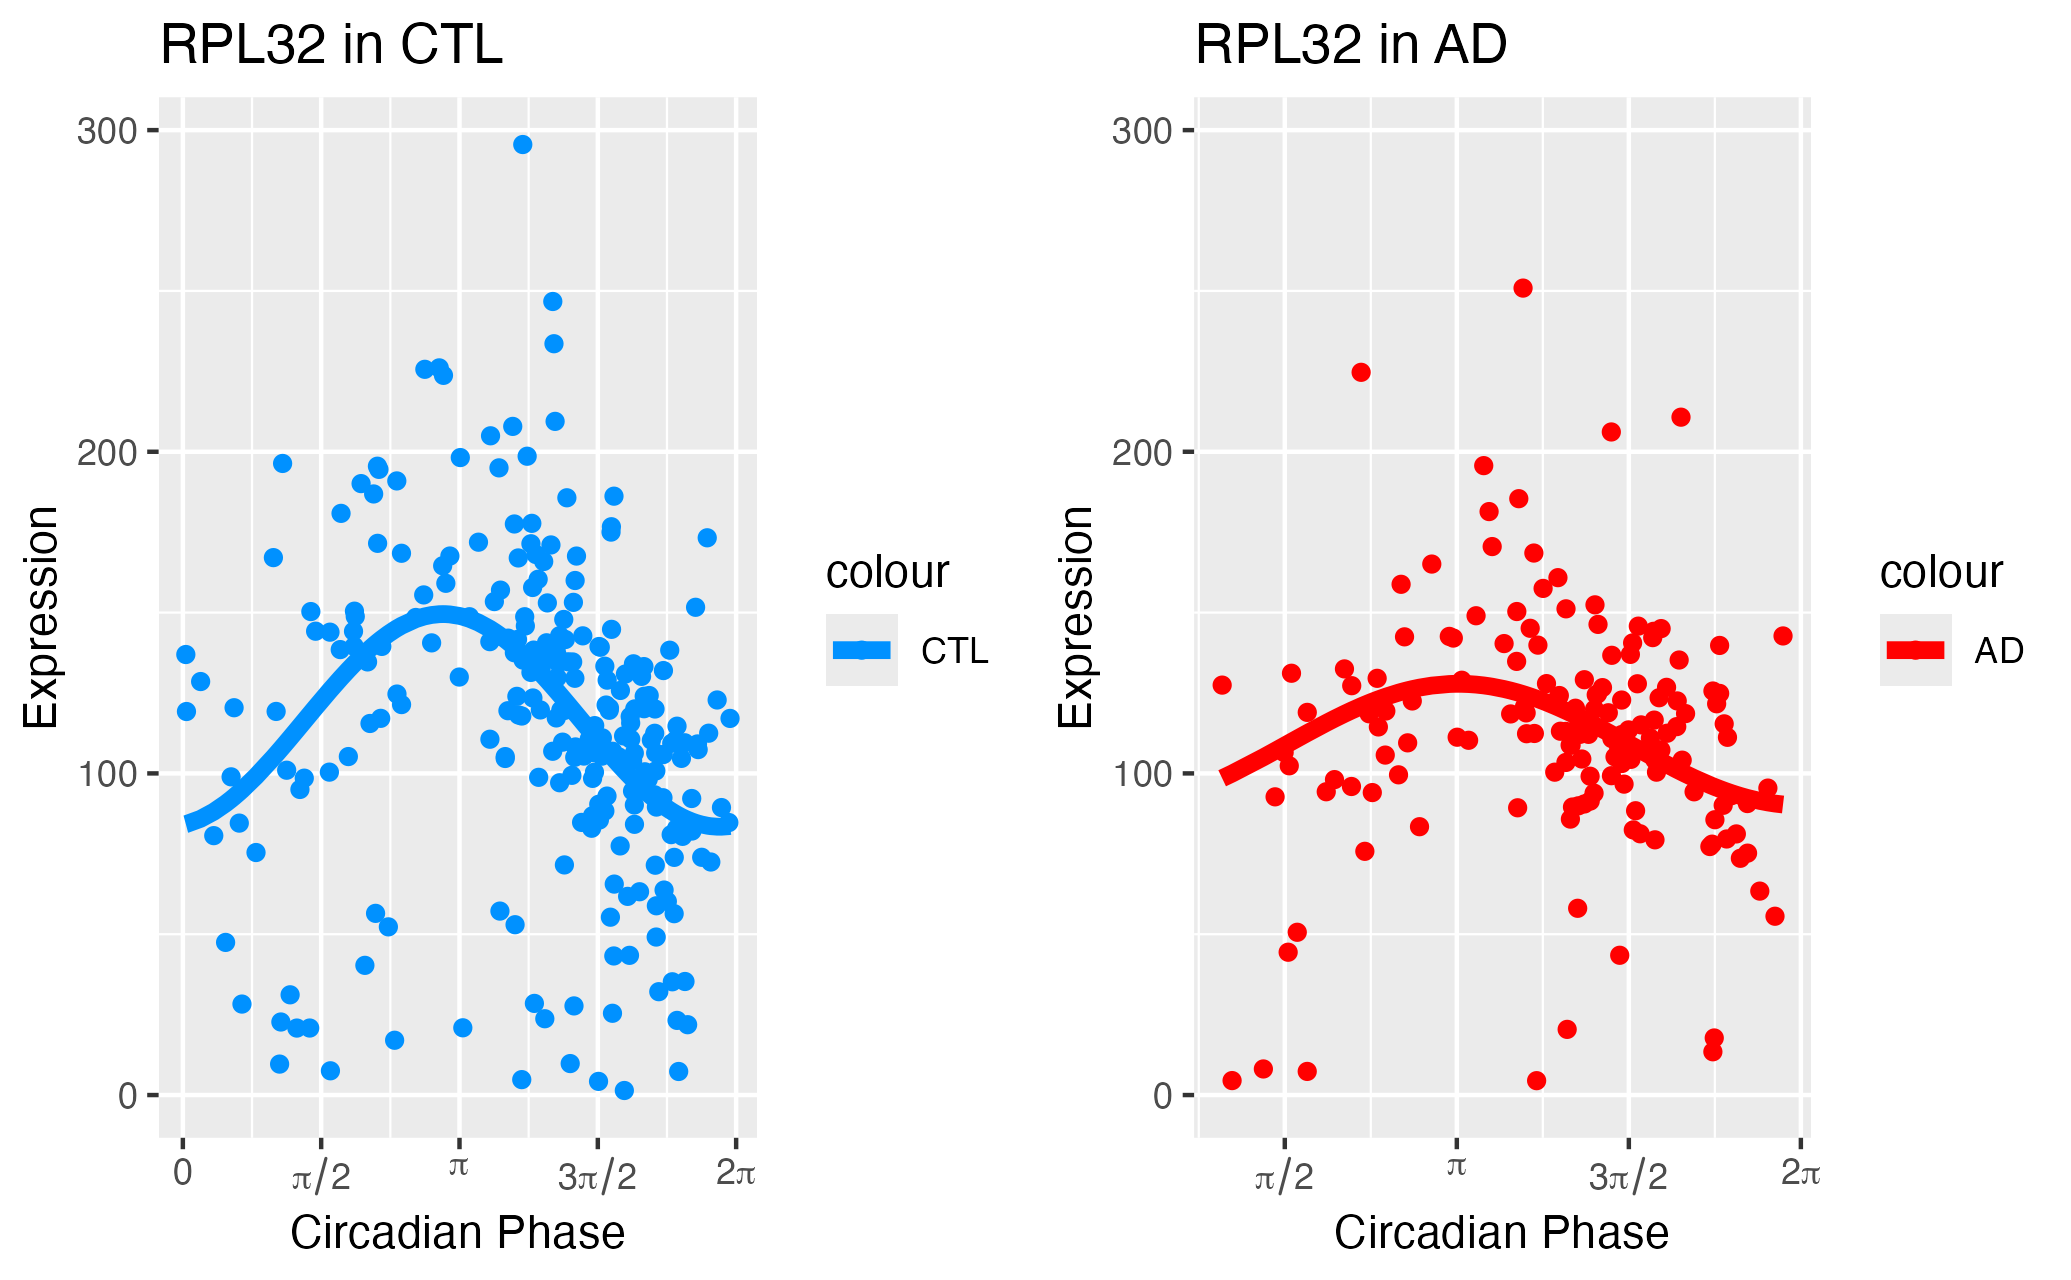 RPL32 in CTL
300
200
100
0
Expression
0
π/2
π
3π/2
2π
Circadian Phase
colour
CTL
RPL32 in AD
300
200
100
0
Expression
π/2
π
3π/2
2π
Circadian Phase
colour
AD